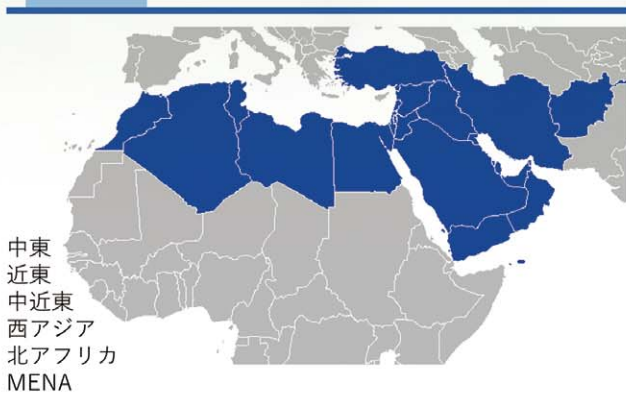 中東
近東
中近東
西アジア
北アフリカ
MENA